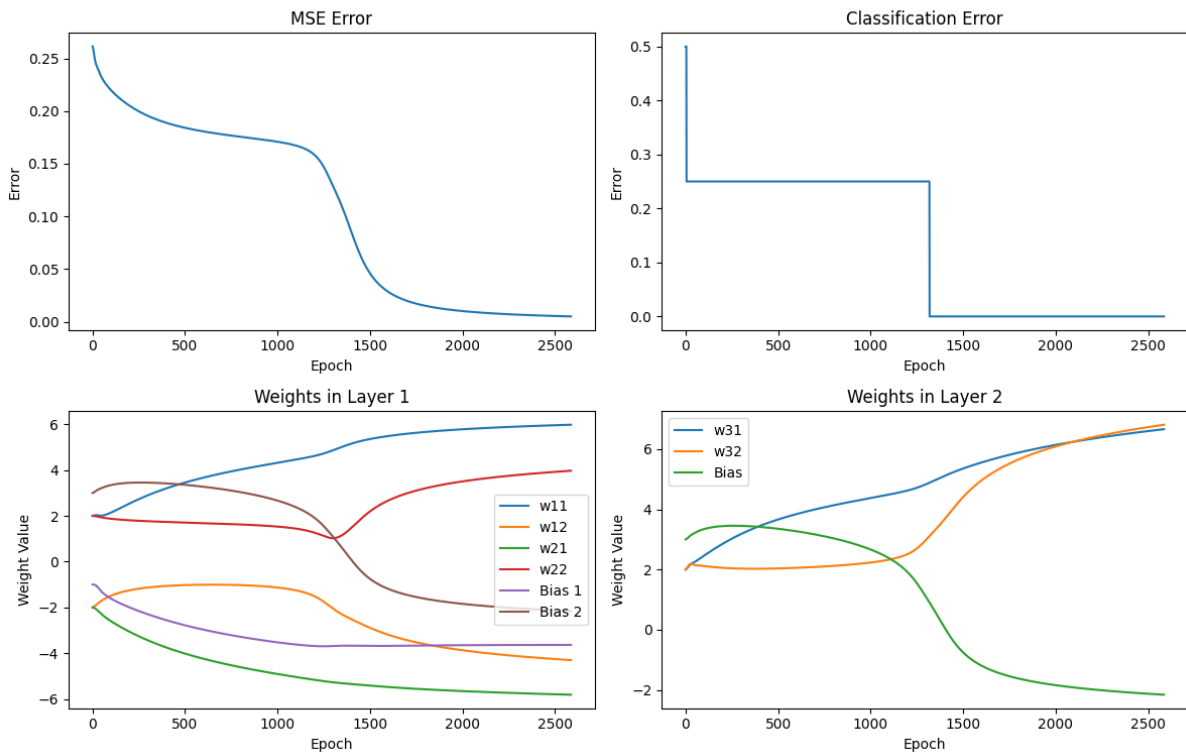 MSE Error
Error
0.25
0.20
0.15
0.10
0.05
0.00
0 500 1000 1500 2000 2500
Epoch
Classification Error
Error
0.5
0.4
0.3
0.2
0.1
0.0
0 500 1000 1500 2000 2500
Epoch
Weights in Layer 1
Weight Value
6
4
2
0
−2
−4
−6
w11
w12
w21
w22
Bias 1
Bias 2
0 500 1000 1500 2000 2500
Epoch
Weights in Layer 2
Weight Value
6
4
2
0
−2
w31
w32
Bias
0 500 1000 1500 2000 2500
Epoch